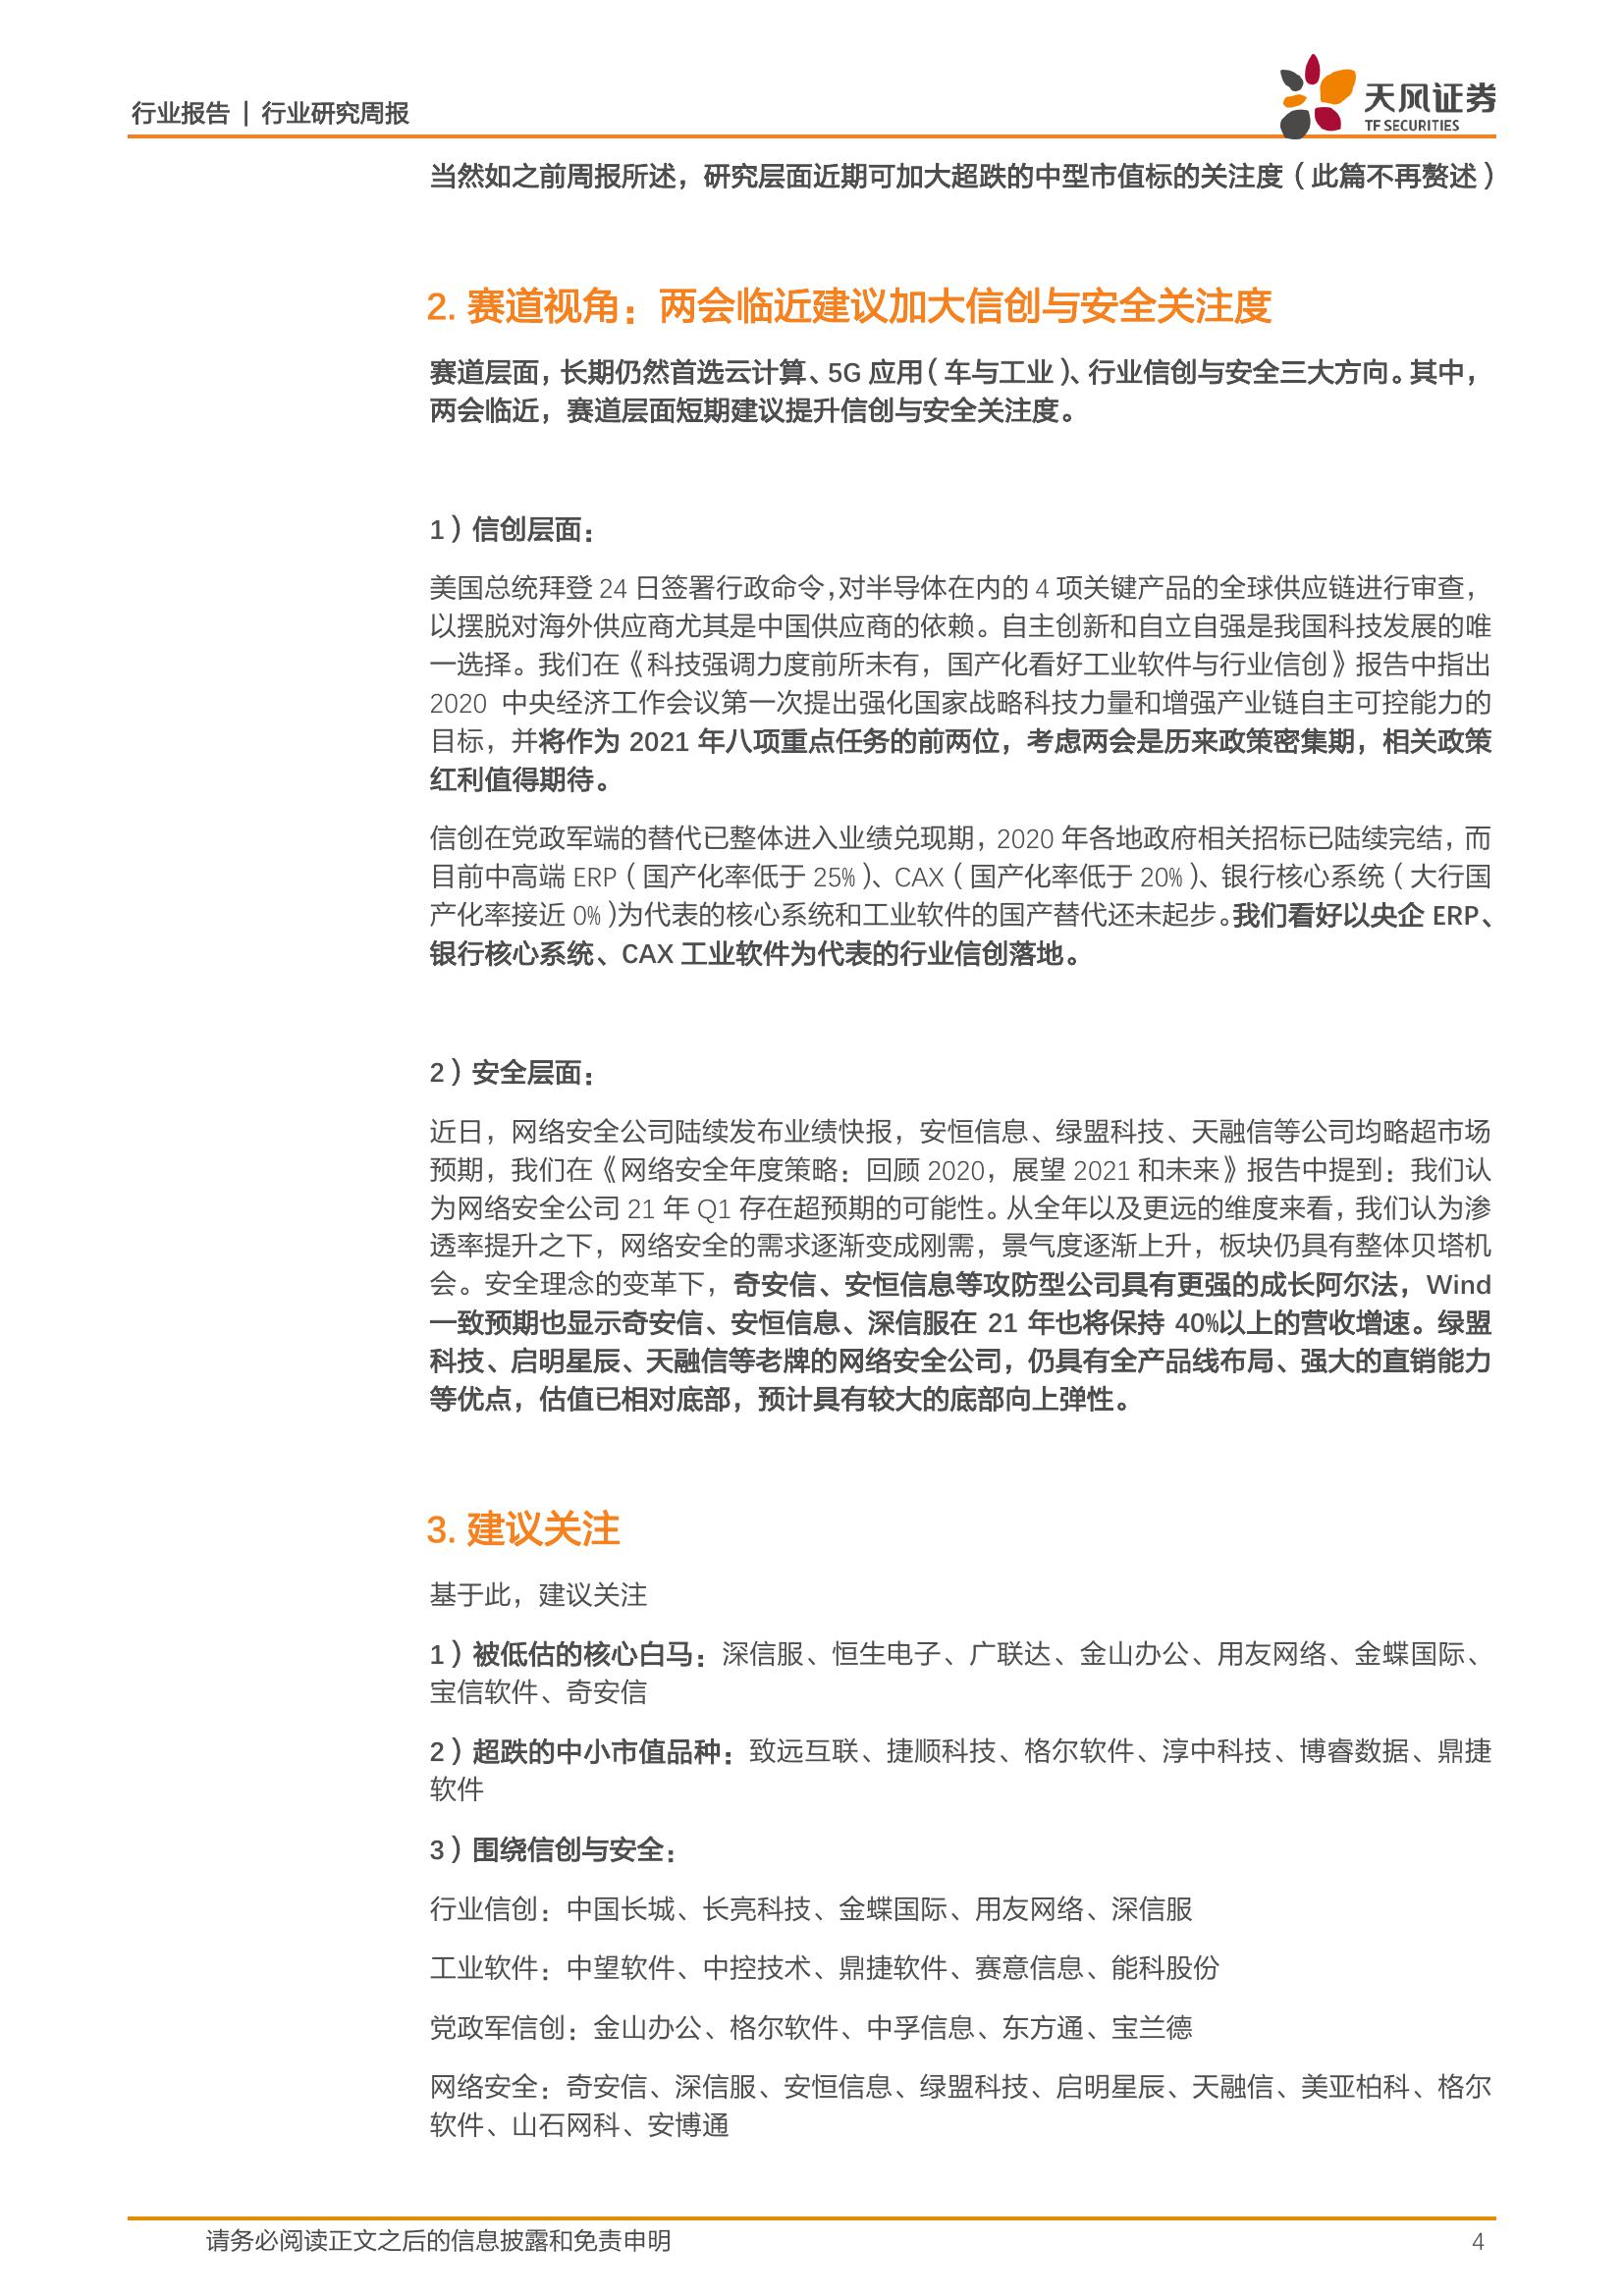 行业报告 | 行业研究周报
天风证券
TF SECURITIES
当然如之前周报所述，研究层面近期可加大超跌的中型市值标的关注度（此篇不再赘述）
2. 赛道视角：两会临近建议加大信创与安全关注度
赛道层面，长期仍然首选云计算、5G 应用（车与工业）、行业信创与安全三大方向。其中，
两会临近，赛道层面短期建议提升信创与安全关注度。
1）信创层面：
美国总统拜登 24 日签署行政命令，对半导体在内的 4 项关键产品的全球供应链进行审查，
以摆脱对海外供应商尤其是中国供应商的依赖。自主创新和自立自强是我国科技发展的唯
一选择。我们在《科技强调力度前所未有，国产化看好工业软件与行业信创》报告中指出
2020 中央经济工作会议第一次提出强化国家战略科技力量和增强产业链自主可控能力的
目标，并将作为 2021 年八项重点任务的前两位，考虑两会是历来政策密集期，相关政策
红利值得期待。
信创在党政军端的替代已整体进入业绩兑现期，2020 年各地政府相关招标已陆续完结，而
目前中高端 ERP（国产化率低于 25%）、CAX（国产化率低于 20%）、银行核心系统（大行国
产化率接近 0%）为代表的核心系统和工业软件的国产替代还未起步。我们看好以央企 ERP、
银行核心系统、CAX 工业软件为代表的行业信创落地。
2）安全层面：
近日，网络安全公司陆续发布业绩快报，安恒信息、绿盟科技、天融信等公司均略超市场
预期，我们在《网络安全年度策略：回顾 2020，展望 2021 和未来》报告中提到：我们认
为网络安全公司 21 年 Q1 存在超预期的可能性。从全年以及更远的维度来看，我们认为渗
透率提升之下，网络安全的需求逐渐变成刚需，景气度逐渐上升，板块仍具有整体贝塔机
会。安全理念的变革下，奇安信、安恒信息等攻防型公司具有更强的成长阿尔法，Wind
一致预期也显示奇安信、安恒信息、深信服在 21 年也将保持 40%以上的营收增速。绿盟
科技、启明星辰、天融信等老牌的网络安全公司，仍具有全产品线布局、强大的直销能力
等优点，估值已相对底部，预计具有较大的底部向上弹性。
3. 建议关注
基于此，建议关注
1）被低估的核心白马：深信服、恒生电子、广联达、金山办公、用友网络、金蝶国际、
宝信软件、奇安信
2）超跌的中小市值品种：致远互联、捷顺科技、格尔软件、淳中科技、博睿数据、鼎捷
软件
3）围绕信创与安全：
行业信创：中国长城、长亮科技、金蝶国际、用友网络、深信服
工业软件：中望软件、中控技术、鼎捷软件、赛意信息、能科股份
党政军信创：金山办公、格尔软件、中孚信息、东方通、宝兰德
网络安全：奇安信、深信服、安恒信息、绿盟科技、启明星辰、天融信、美亚柏科、格尔
软件、山石网科、安博通
请务必阅读正文之后的信息披露和免责申明
4